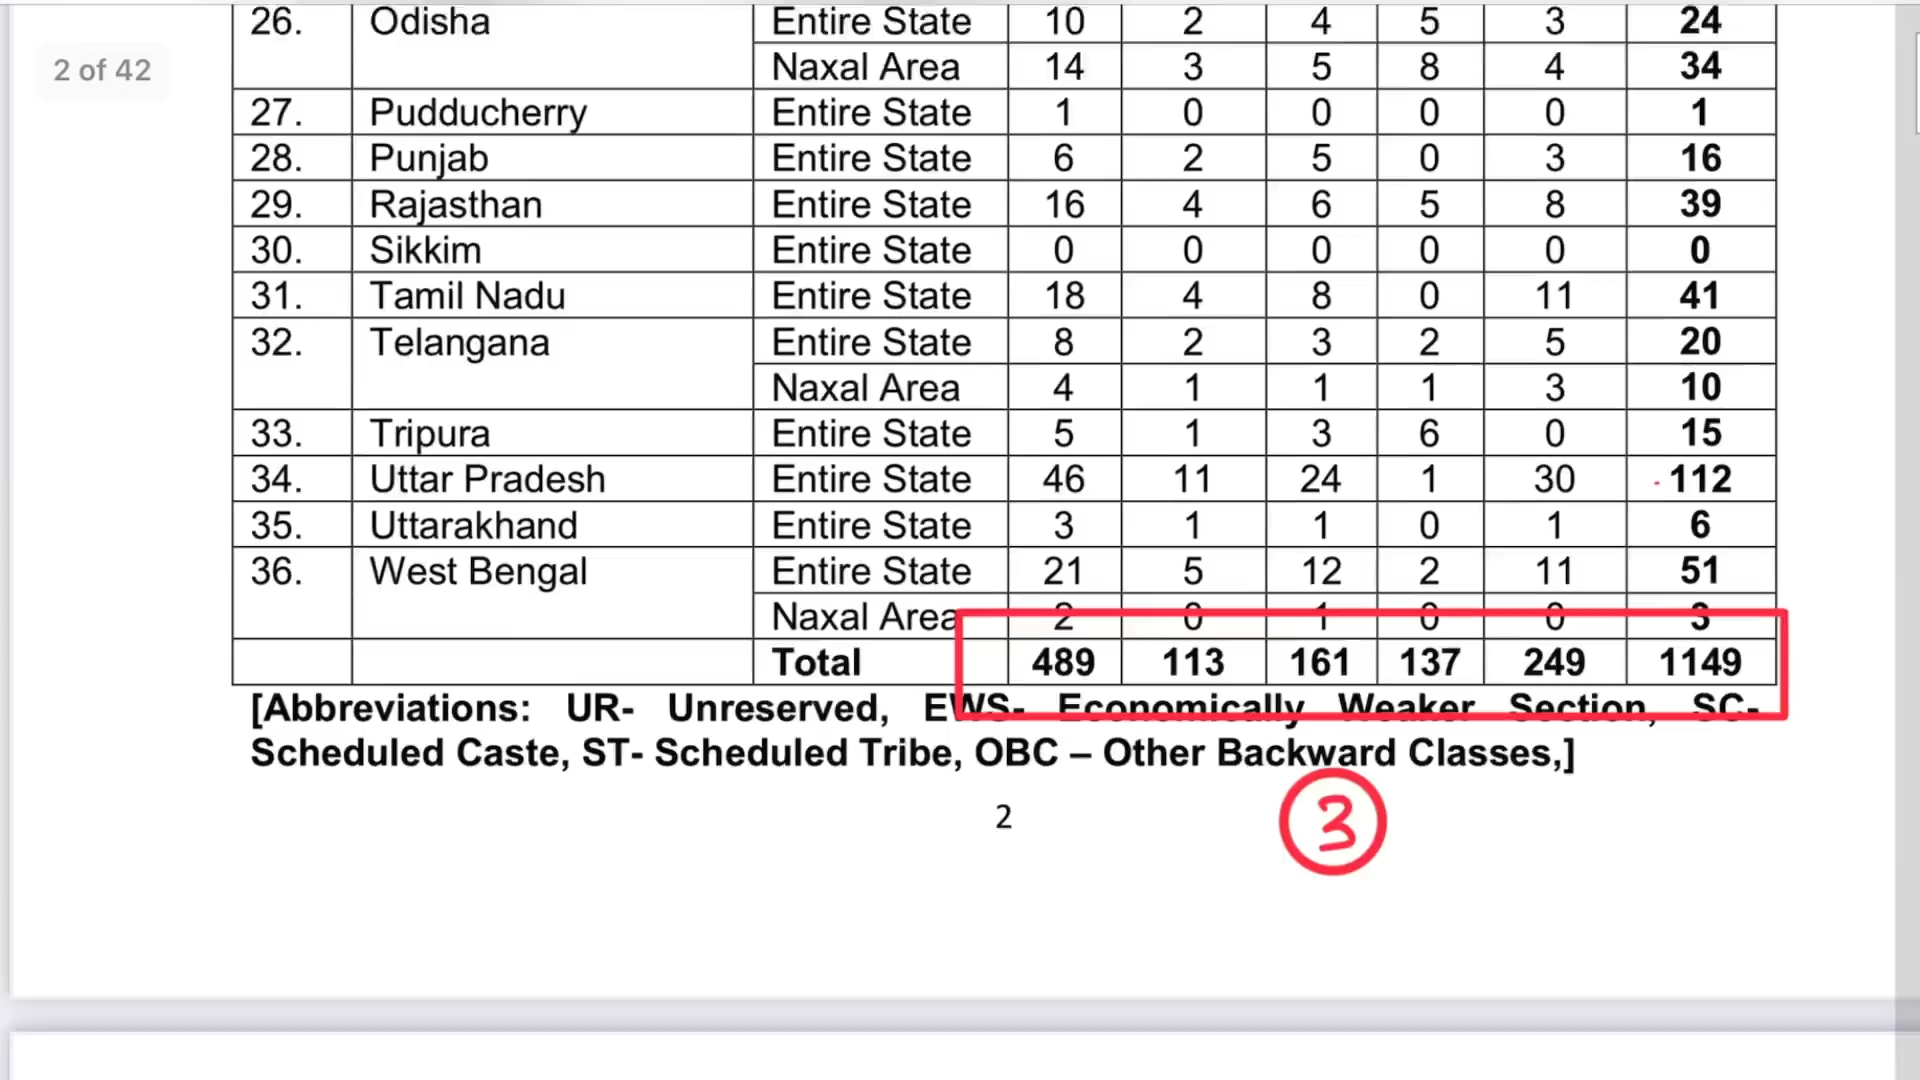 2 of 42
26. Odisha Entire State 10 2 4 5 3 24
Naxal Area 14 3 5 8 4 34
27. Pudducherry Entire State 1 0 0 0 0 1
28. Punjab Entire State 6 2 5 0 3 16
29. Rajasthan Entire State 16 4 6 5 8 39
30. Sikkim Entire State 0 0 0 0 0 0
31. Tamil Nadu Entire State 18 4 8 0 11 41
32. Telangana Entire State 8 2 3 2 5 20
Naxal Area 4 1 1 1 3 10
33. Tripura Entire State 5 1 3 6 0 15
34. Uttar Pradesh Entire State 46 11 24 1 30 112
35. Uttarakhand Entire State 3 1 1 0 1 6
36. West Bengal Entire State 21 5 12 2 11 51
Naxal Area 2 0 1 0 0 3
Total 489 113 161 137 249 1149
[Abbreviations: UR- Unreserved, EWS- Economically Weaker Section, SC-
Scheduled Caste, ST- Scheduled Tribe, OBC – Other Backward Classes,]
2
3